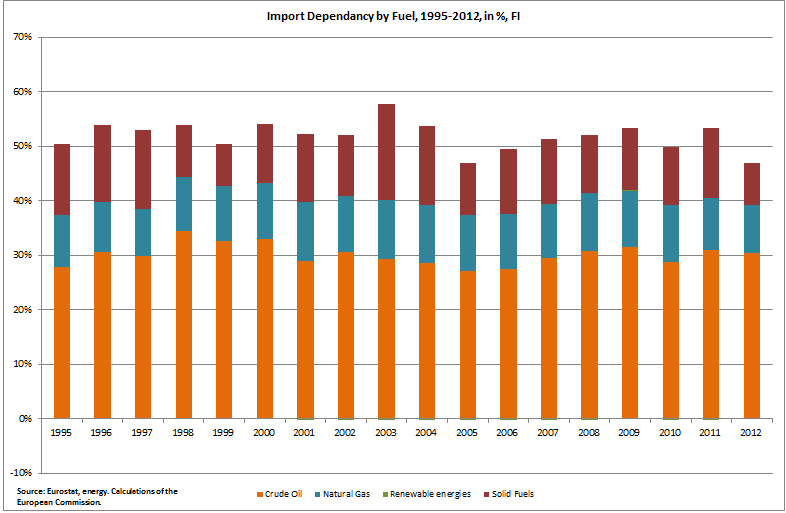 Import Dependancy by Fuel, 1995-2012, in %, FI
70%
60%
50%
40%
30%
20%
10%
0%
1995 1996 1997 1998 1999 2000 2001 2002 2003 2004 2005 2006 2007 2008 2009 2010 2011 2012
-10%
Source: Eurostat, energy. Calculations of the
European Commission.
Crude Oil Natural Gas Renewable energies Solid Fuels